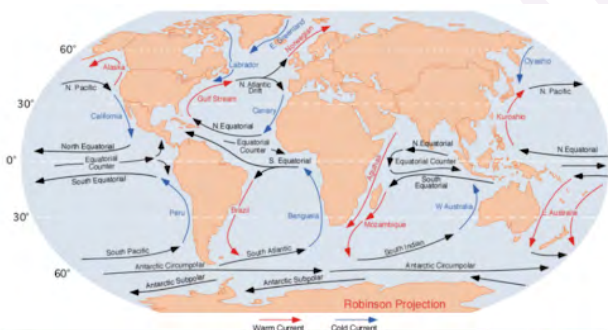 60°
30°
0°
30°
60°
Alaska
N. Pacific
California
North Equatorial
Equatorial
Counter
South Equatorial
Peru
South Pacific
Antarctic Circumpolar
Antarctic Subpolar
Labrador
E. Greenland
Norwegian
Gulf Stream
N. Atlantic
Drift
Canary
N. Equatorial
Equatorial
Counter
S. Equatorial
Brazil
Benguela
South Atlantic
Antarctic Subpolar
Mozambique
South Indian
Antarctic Circumpolar
N. Equatorial
Equatorial Counter
South
Equatorial
W Australia
Oyashio
N. Pacific
Kuroshio
N. Equatorial
E. Australia
Robinson Projection
Warm Current
Cold Current